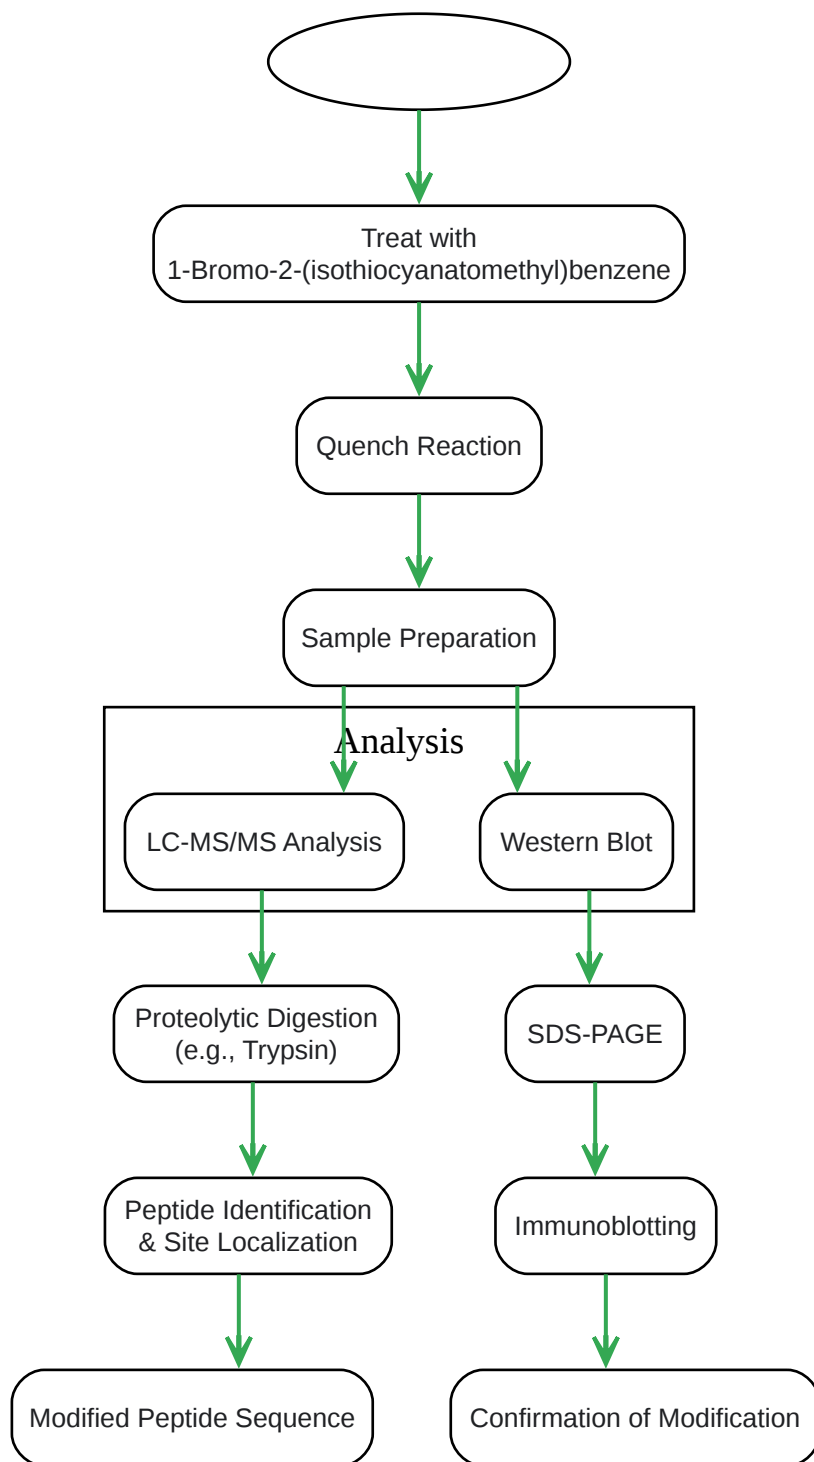 Treat with
1-Bromo-2-(isothiocyanatomethyl)benzene
Quench Reaction
Sample Preparation
Analysis
LC-MS/MS Analysis
Western Blot
Proteolytic Digestion
(e.g., Trypsin)
SDS-PAGE
Peptide Identification
& Site Localization
Immunoblotting
Modified Peptide Sequence
Confirmation of Modification